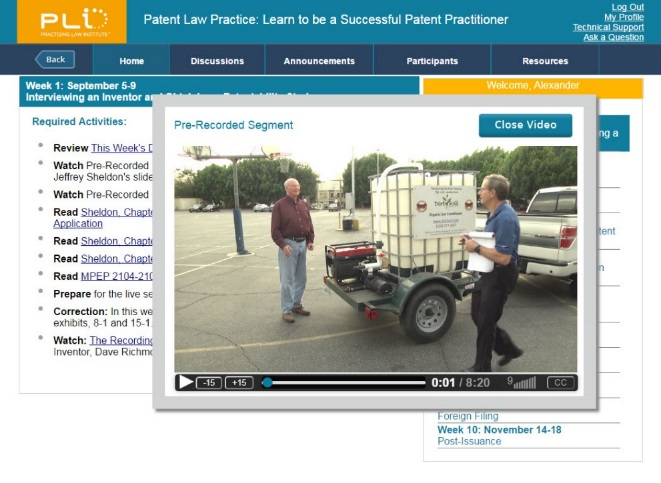 PLI
PRACTISING LAW INSTITUTE
Patent Law Practice: Learn to be a Successful Patent Practitioner
Log Out
My Profile
Technical Support
Ask a Question
Back
Home
Discussions
Announcements
Participants
Resources
Week 1: September 5-9
Interviewing an Inventor
Welcome, Alexander
Required Activities:
Review This Week's D
Watch Pre-Recorded
Jeffrey Sheldon's slide
Watch Pre-Recorded
Read Sheldon, Chapte
Application
Read Sheldon, Chapte
Read Sheldon, Chapte
Read MPEP 2104-210
Prepare for the live se
Correction: In this we
exhibits, 8-1 and 15-1.
Watch: The Recording
Inventor, Dave Richmo
Pre-Recorded Segment
Close Video
-15
+15
0:01 / 8:20
9
CC
ng a
tent
n
Foreign Filing
Week 10: November 14-18
Post-Issuance